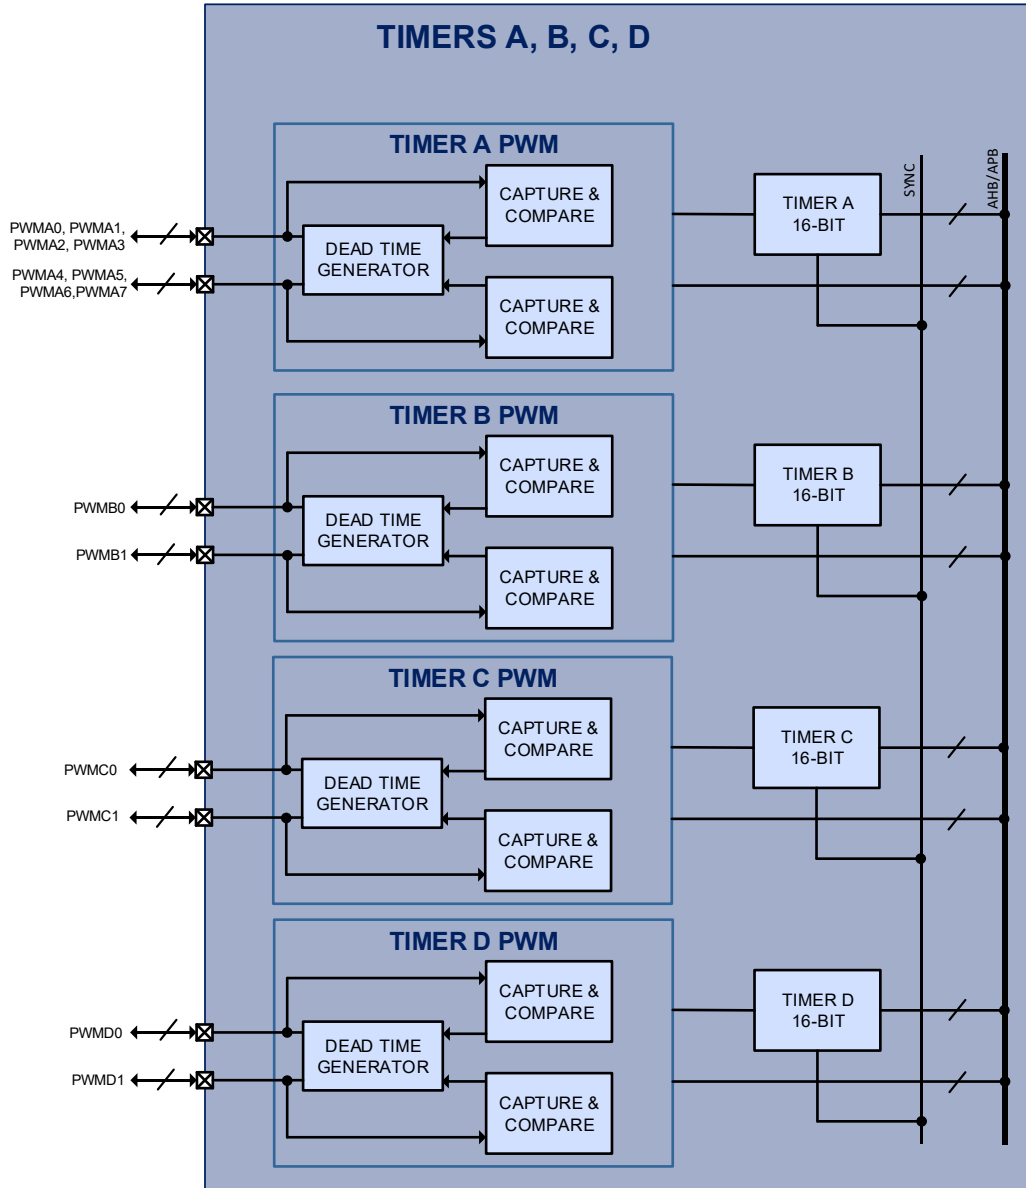 TIMERS A, B, C, D
SYNC
AHB/APB
TIMER A PWM
CAPTURE &
COMPARE
TIMER A
16-BIT
PWMA0, PWMA1,
PWMA2, PWMA3
DEAD TIME
GENERATOR
PWMA4, PWMA5,
PWMA6,PWMA7
CAPTURE &
COMPARE
TIMER B PWM
CAPTURE &
COMPARE
TIMER B
16-BIT
PWMB0
DEAD TIME
GENERATOR
PWMB1
CAPTURE &
COMPARE
TIMER C PWM
CAPTURE &
COMPARE
TIMER C
16-BIT
PWMC0
DEAD TIME
GENERATOR
PWMC1
CAPTURE &
COMPARE
TIMER D PWM
CAPTURE &
COMPARE
TIMER D
16-BIT
PWMD0
DEAD TIME
GENERATOR
PWMD1
CAPTURE &
COMPARE